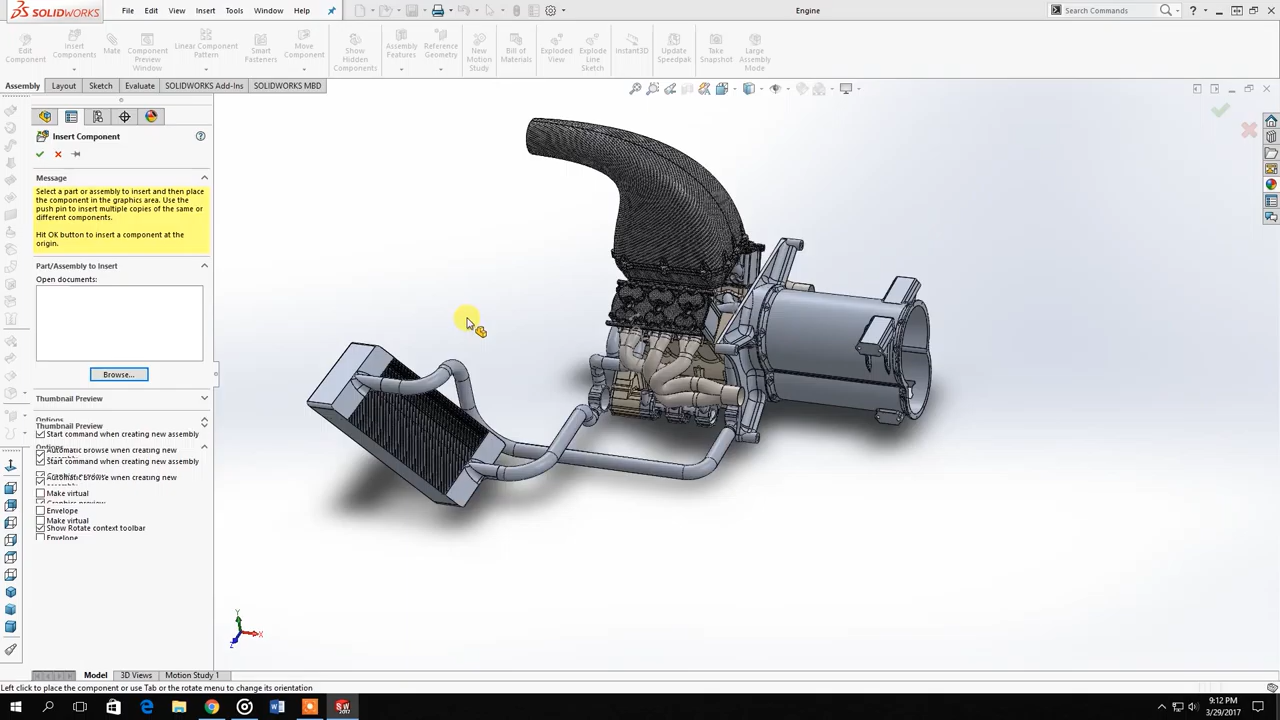 SOLIDWORKS File Edit View Insert Tools Window Help Engine Search Commands
Edit Component
Insert Components
Mate
Component Preview Window
Linear Component Pattern
Smart Fasteners
Move Component
Show Hidden Components
Assembly Features
Reference Geometry
New Motion Study
Bill of Materials
Exploded View
Explode Line Sketch
Instant3D
Update Speedpak
Take Snapshot
Large Assembly Mode
Assembly Layout Sketch Evaluate SOLIDWORKS Add-Ins SOLIDWORKS MBD
Insert Component
Message
Select a part or assembly to insert and then place
the component in the graphics area. Use the
push pin to insert multiple copies of the same or
different components.
Hit OK button to insert a component at the
origin.
Part/Assembly to Insert
Open documents:
Browse...
Thumbnail Preview
Options
Thumbnail Preview
Start command when creating new assembly
Options
Automatic browse when creating new
assembly
Start command when creating new assembly
Graphics preview
Automatic browse when creating new
Make virtual
Graphics preview
Envelope
Make virtual
Show Rotate context toolbar
Envelope
Y
X
Z
Model 3D Views Motion Study 1
Left click to place the component or use Tab or the rotate menu to change its orientation
9:12 PM
3/29/2017